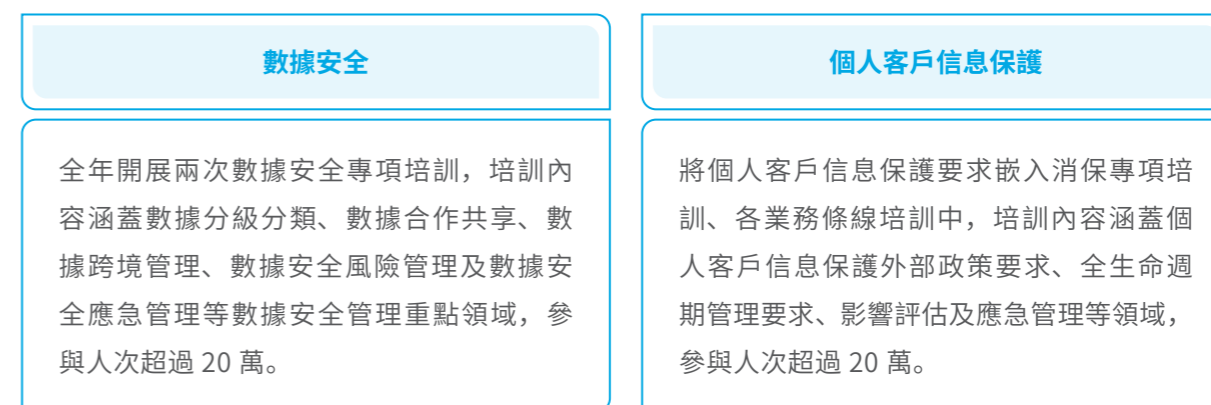 數據安全
全年開展兩次數據安全專項培訓，培訓內
容涵蓋數據分級分類、數據合作共享、數
據跨境管理、數據安全風險管理及數據安
全應急管理等數據安全管理重點領域，參
與人次超過 20 萬。
個人客戶信息保護
將個人客戶信息保護要求嵌入消保專項培
訓、各業務條線培訓中，培訓內容涵蓋個
人客戶信息保護外部政策要求、全生命週
期管理要求、影響評估及應急管理等領域，
參與人次超過 20 萬。